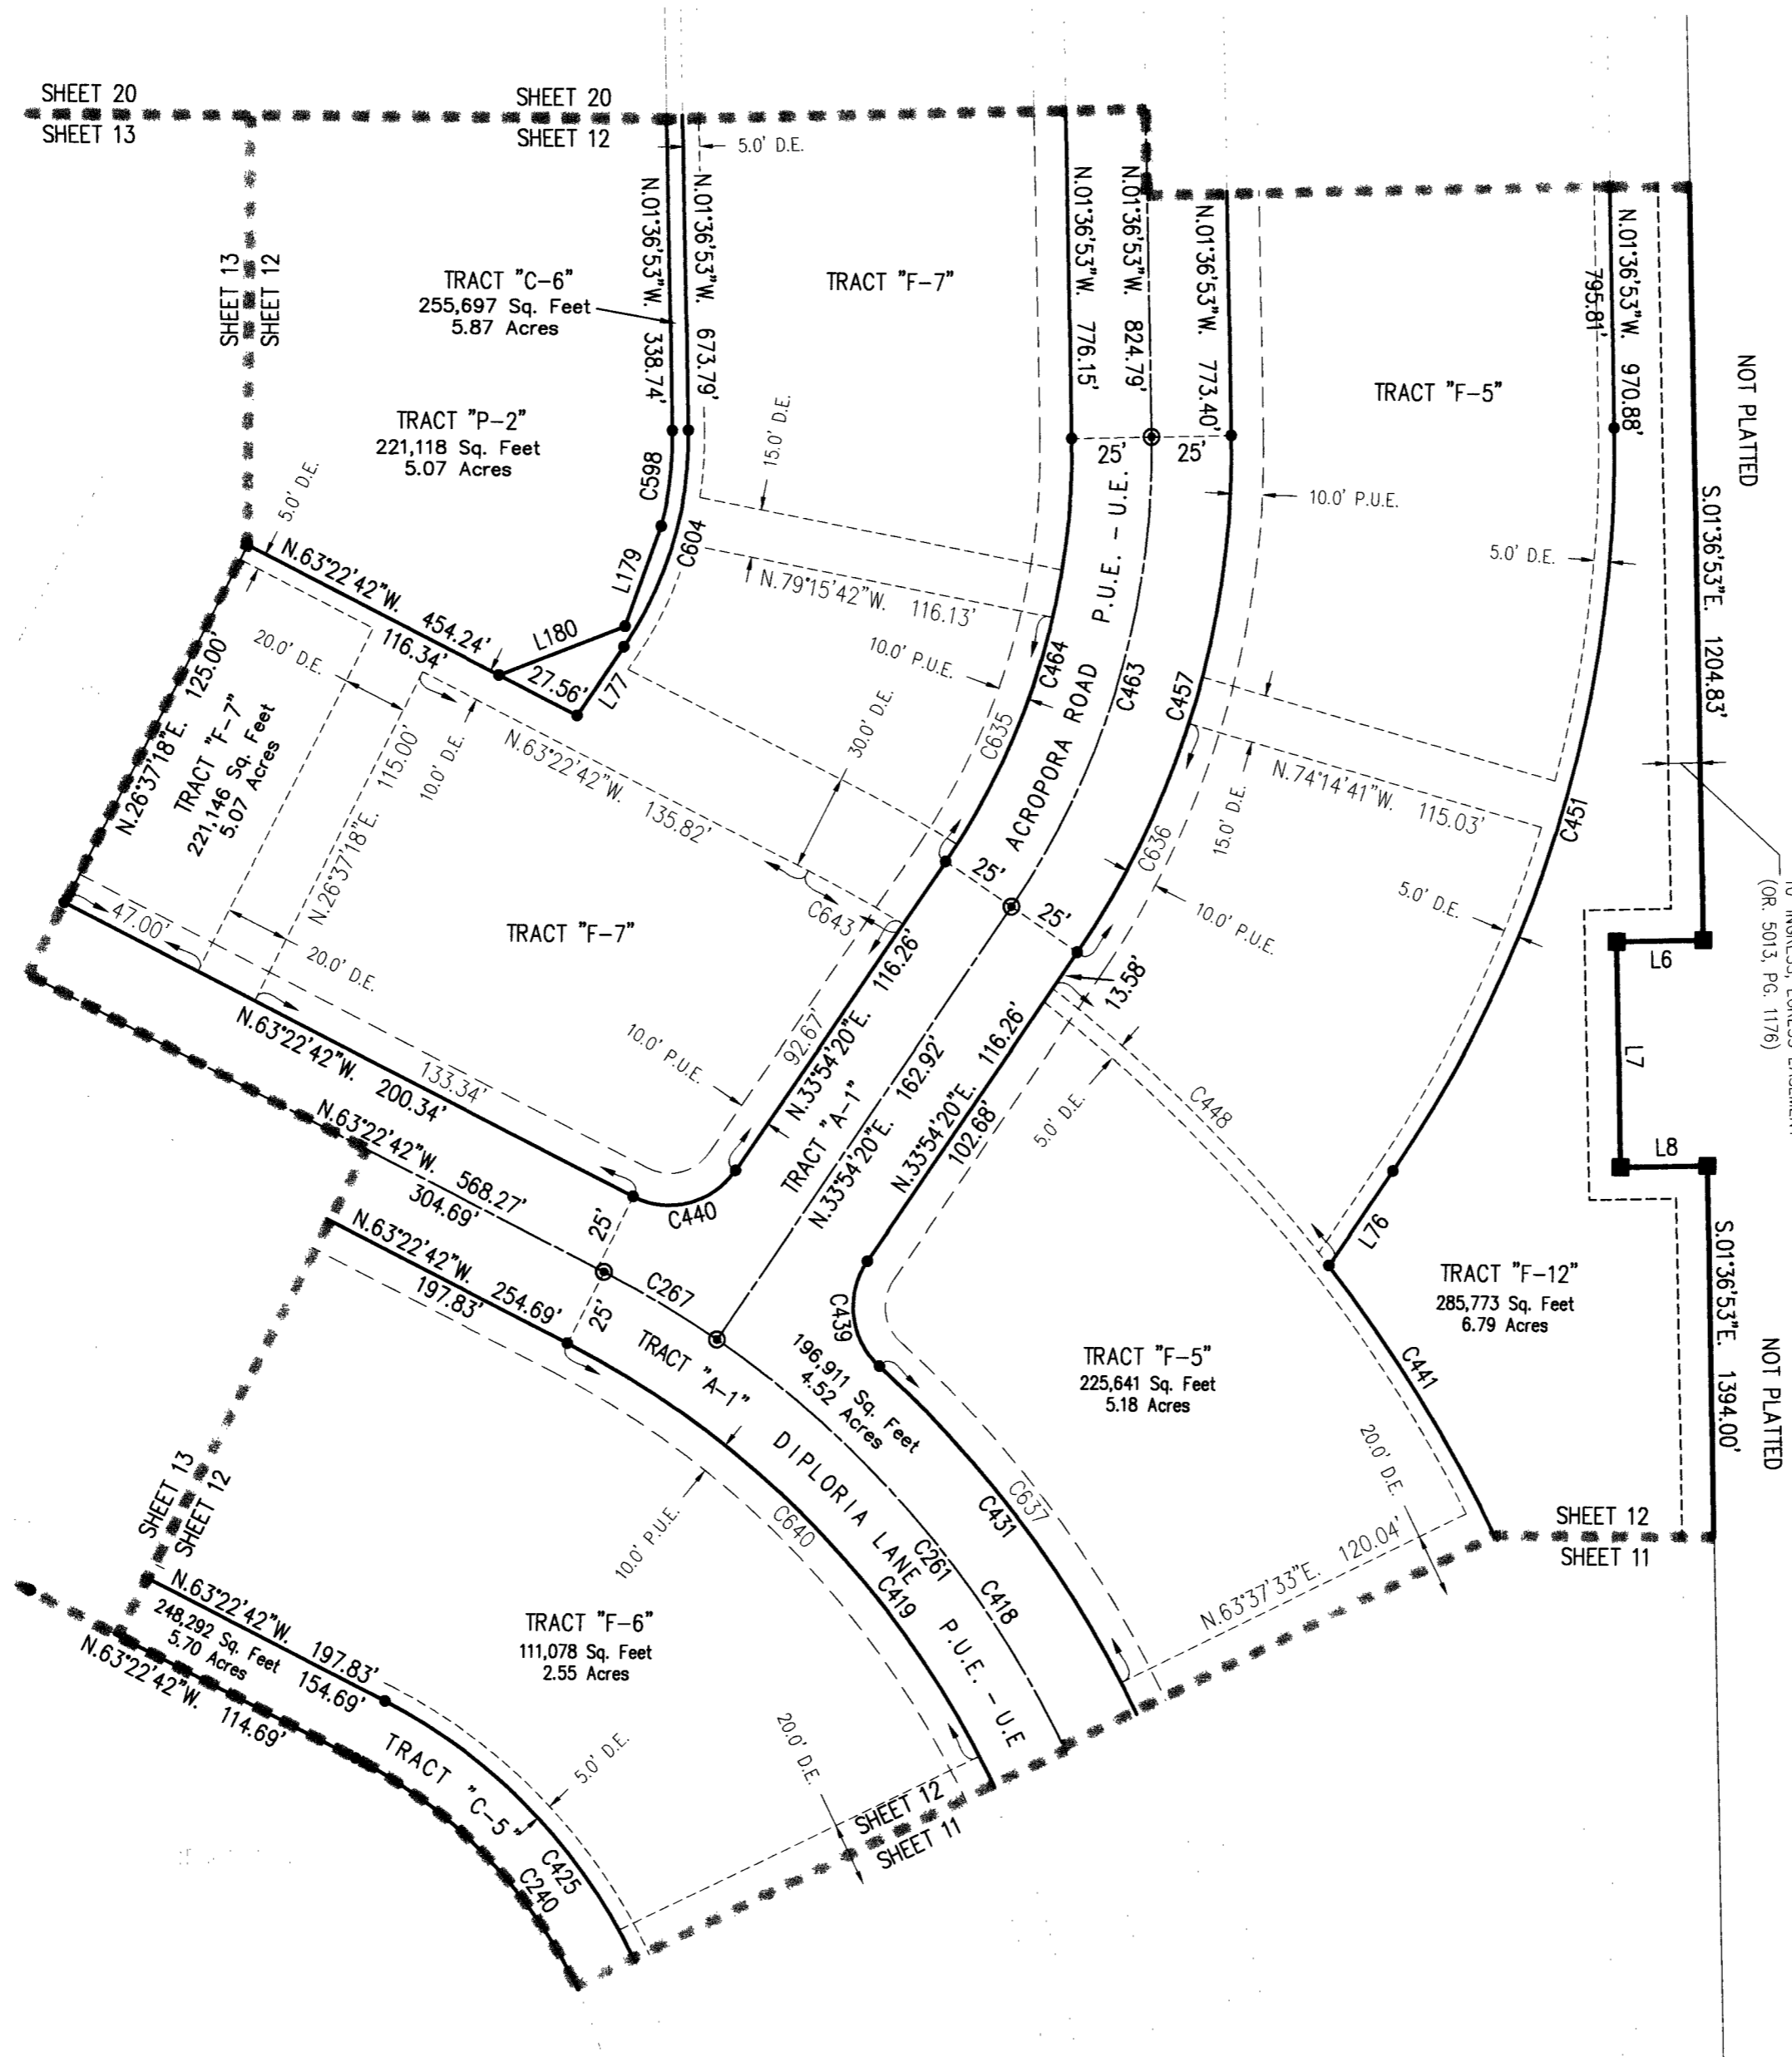 SHEET 20
SHEET 13
SHEET 20
SHEET 12
SHEET 13
SHEET 12
5.0' D.E.
N.01°36'53"W. 338.74'
N.01°36'53"W. 673.79'
TRACT "C-6"
255,697 Sq. Feet
5.87 Acres
TRACT "F-7"
N.01°36'53"W. 776.15'
N.01°36'53"W. 824.79'
N.01°36'53"W. 773.40'
N.01°36'53"W. 970.88'
795.81'
NOT PLATTED
S.01°36'53"E. 1204.83'
TRACT "F-5"
TRACT "P-2"
221,118 Sq. Feet
5.07 Acres
15.0' D.E.
25'
25'
10.0' P.U.E.
5.0' D.E.
5.0' D.E.
C598
C604
L179
L180
L77
27.56'
N.63°22'42"W. 454.24'
116.34'
N.79°15'42"W. 116.13'
10.0' P.U.E.
C464
C463
C457
C635
ACROPORA ROAD P.U.E. - U.E.
30.0' D.E.
20.0' D.E.
N.26°37'18"E. 125.00'
TRACT "F-7"
221,146 Sq. Feet
5.07 Acres
N.26°37'18"E. 115.00'
10.0' D.E.
N.63°22'42"W. 135.82'
N.74°14'41"W. 115.03'
15.0' D.E.
C636
C451
10' INGRESS, EGRESS EASEMENT
(OR. 5013, PG. 1176)
5.0' D.E.
10.0' P.U.E.
25'
25'
L6
L7
L8
47.00'
20.0' D.E.
TRACT "F-7"
C643
116.26'
N.33°54'20"E.
92.67'
13.58'
10.0' P.U.E.
N.63°22'42"W. 200.34'
133.34'
N.63°22'42"W. 568.27'
304.69'
TRACT "A-1"
N.33°54'20"E. 162.92'
N.33°54'20"E. 116.26'
102.68'
5.0' D.E.
C448
L76
C440
25'
25'
C267
N.63°22'42"W. 254.69'
197.83'
TRACT "A-1"
C439
196,911 Sq. Feet
4.52 Acres
TRACT "F-5"
225,641 Sq. Feet
5.18 Acres
TRACT "F-12"
285,773 Sq. Feet
6.79 Acres
C441
S.01°36'53"E. 1394.00'
NOT PLATTED
SHEET 13
SHEET 12
DIPLORIA LANE P.U.E. - U.E
10.0' P.U.E.
C640
C261
C419
C418
C431
C637
20.0' D.E.
N.63°37'33"E. 120.04'
SHEET 12
SHEET 11
N.63°22'42"W. 197.83'
154.69'
248,292 Sq. Feet
5.70 Acres
N.63°22'42"W. 114.69'
TRACT "F-6"
111,078 Sq. Feet
2.55 Acres
TRACT "C-5"
5.0' D.E.
C425
C240
20.0' D.E.
SHEET 12
SHEET 11